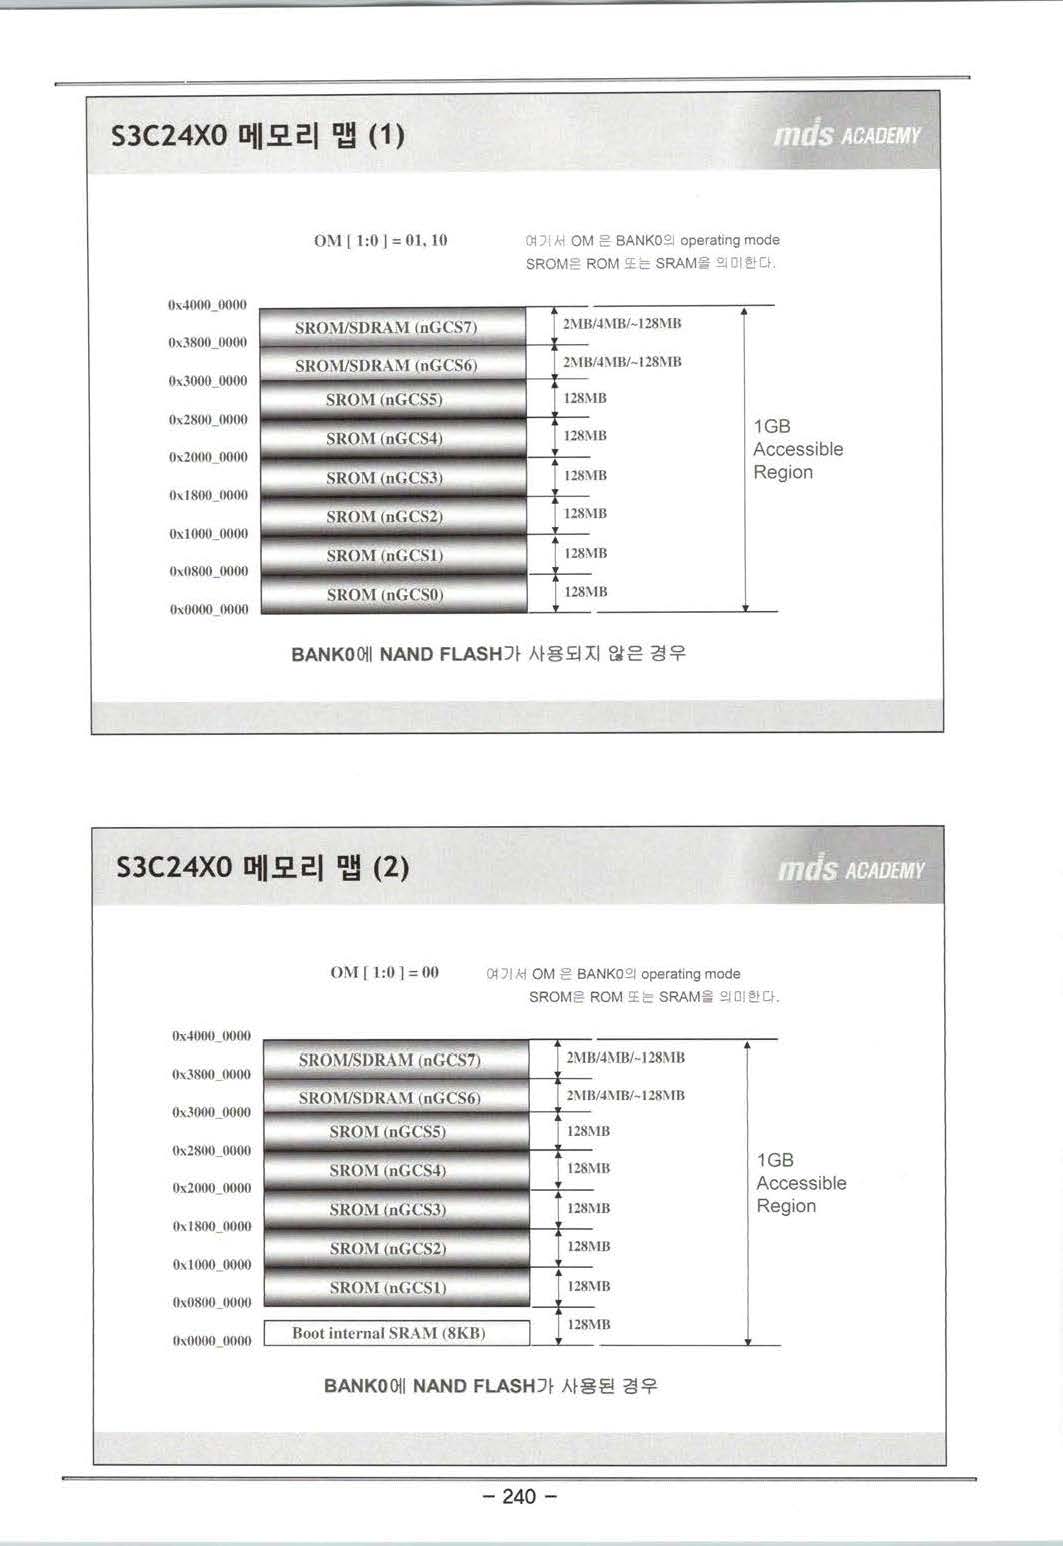 S3C24X0 메모리 맵 (1)
mds ACADEMY
OM [ 1:0 ] = 01, 10
여기서 OM 은 BANK0의 operating mode
SROM은 ROM 또는 SRAM을 의미한다.
0x4000_0000
SROM/SDRAM (nGCS7)
2MB/4MB/~128MB
0x3800_0000
SROM/SDRAM (nGCS6)
2MB/4MB/~128MB
0x3000_0000
SROM (nGCS5)
128MB
0x2800_0000
SROM (nGCS4)
128MB
0x2000_0000
SROM (nGCS3)
128MB
0x1800_0000
SROM (nGCS2)
128MB
0x1000_0000
SROM (nGCS1)
128MB
0x0800_0000
SROM (nGCS0)
128MB
0x0000_0000
1GB
Accessible
Region
BANK0에 NAND FLASH가 사용되지 않은 경우
S3C24X0 메모리 맵 (2)
mds ACADEMY
OM [ 1:0 ] = 00
여기서 OM 은 BANK0의 operating mode
SROM은 ROM 또는 SRAM을 의미한다.
0x4000_0000
SROM/SDRAM (nGCS7)
2MB/4MB/~128MB
0x3800_0000
SROM/SDRAM (nGCS6)
2MB/4MB/~128MB
0x3000_0000
SROM (nGCS5)
128MB
0x2800_0000
SROM (nGCS4)
128MB
0x2000_0000
SROM (nGCS3)
128MB
0x1800_0000
SROM (nGCS2)
128MB
0x1000_0000
SROM (nGCS1)
128MB
0x0800_0000
Boot internal SRAM (8KB)
128MB
0x0000_0000
1GB
Accessible
Region
BANK0에 NAND FLASH가 사용된 경우
- 240 -